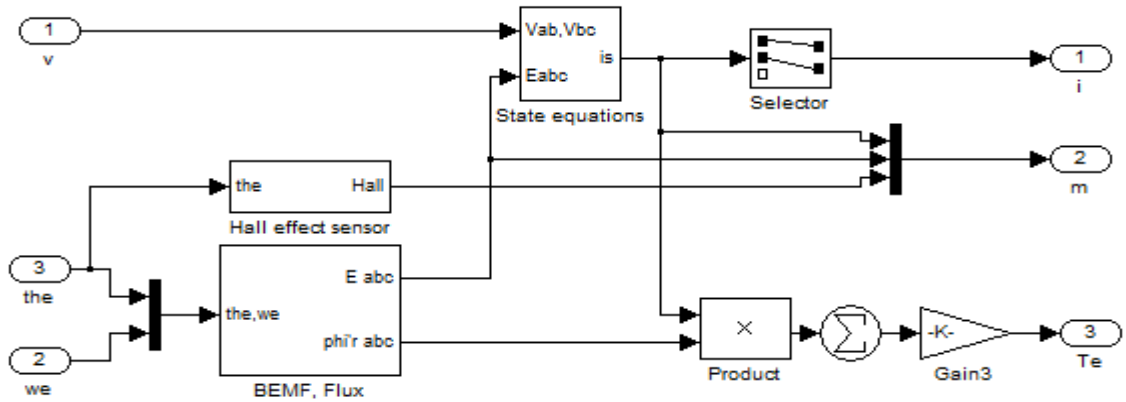 1
v
Vab,Vbc
is
Eabc
State equations
Selector
1
i
2
m
the
Hall
Hall effect sensor
3
the
2
we
the,we
E abc
phi'r abc
BEMF, Flux
×
Product
Σ
-K-
Gain3
3
Te